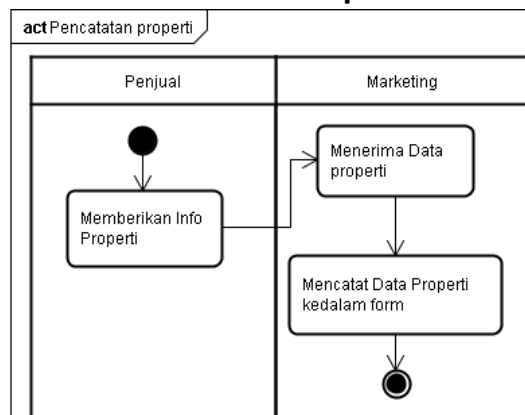 act Pencatatan properti
Penjual
Marketing
Memberikan Info
Properti
Menerima Data
properti
Mencatat Data Properti
kedalam form